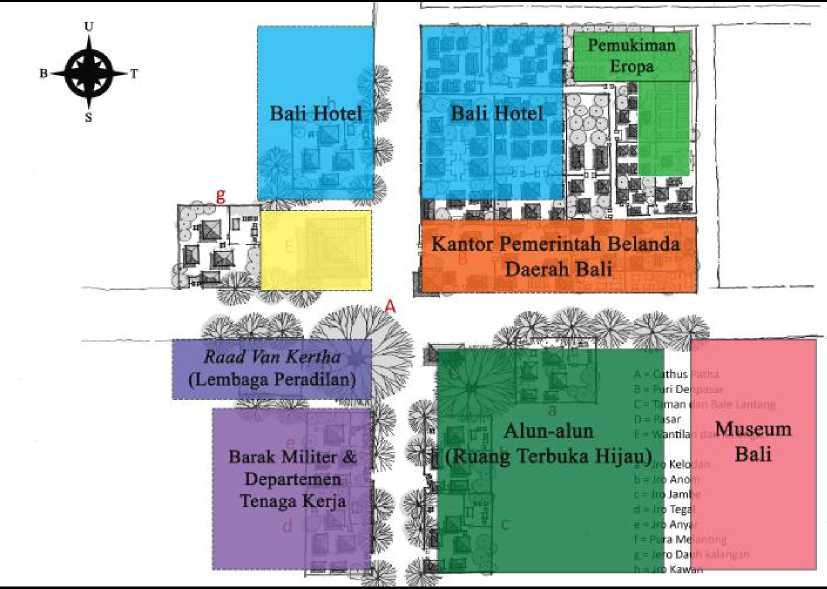 U
B
T
S
Pemukiman
Eropa
Bali Hotel
Bali Hotel
g
E
B
Kantor Pemerintah Belanda
Daerah Bali
A
Raad Van Kertha
(Lembaga Peradilan)
A = Cathus Patha
B = Puri Denpasar
C = Taman dan Bale Lantang
D = Pasar
E = Wantilan dan
a
Alun-alun
(Ruang Terbuka Hijau)
Museum
Bali
e
Barak Militer &
Departemen
Tenaga Kerja
d
c
a = Jro Kelodan
b = Jro Anom
c = Jro Jambe
d = Jro Tegal
e = Jro Anyar
f = Pura Melanting
g = Jero Dauh kalangan
h = Jro Kawan